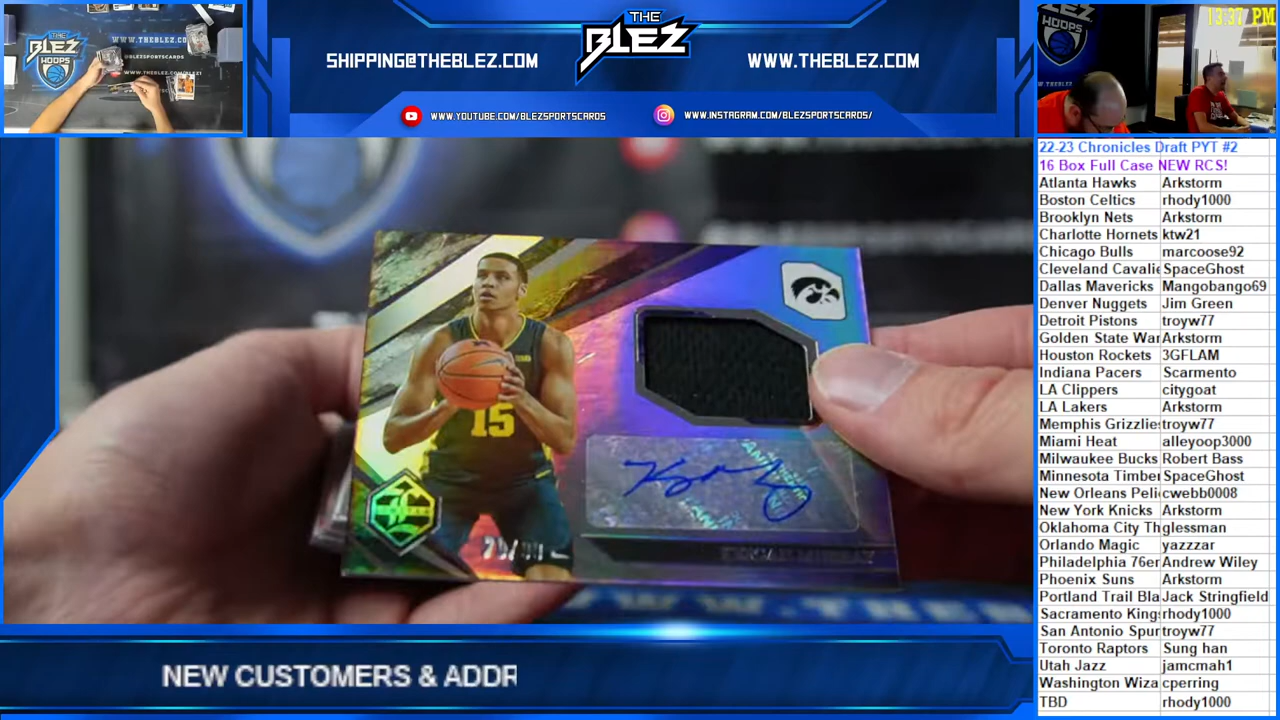 THE
BLEZ
HOOPS
THE
BLEZ
SHIPPING@THEBLEZ.COM
WWW.THEBLEZ.COM
WWW.YOUTUBE.COM/BLEZSPORTSCARDS
WWW.INSTAGRAM.COM/BLEZSPORTSCARDS/
HOOPS
13:37 PM
22-23 Chronicles Draft PYT #2
16 Box Full Case NEW RCS!
Atlanta Hawks Arkstorm
Boston Celtics rhody1000
Brooklyn Nets Arkstorm
Charlotte Hornets ktw21
Chicago Bulls marcoose92
Cleveland Cavalie SpaceGhost
Dallas Mavericks Mangobango69
Denver Nuggets Jim Green
Detroit Pistons troyw77
Golden State War Arkstorm
Houston Rockets 3GFLAM
Indiana Pacers Scarmento
LA Clippers citygoat
LA Lakers Arkstorm
Memphis Grizzlie troyw77
Miami Heat alleyoop3000
Milwaukee Bucks Robert Bass
Minnesota Timber SpaceGhost
New Orleans Peli cwebb0008
New York Knicks Arkstorm
Oklahoma City Th glessman
Orlando Magic yazzzar
Philadelphia 76er Andrew Wiley
Phoenix Suns Arkstorm
Portland Trail Bla Jack Stringfield
Sacramento King rhody1000
San Antonio Spur troyw77
Toronto Raptors Sung han
Utah Jazz jamcmah1
Washington Wiza cperring
TBD rhody1000
15
NEW CUSTOMERS & ADDR